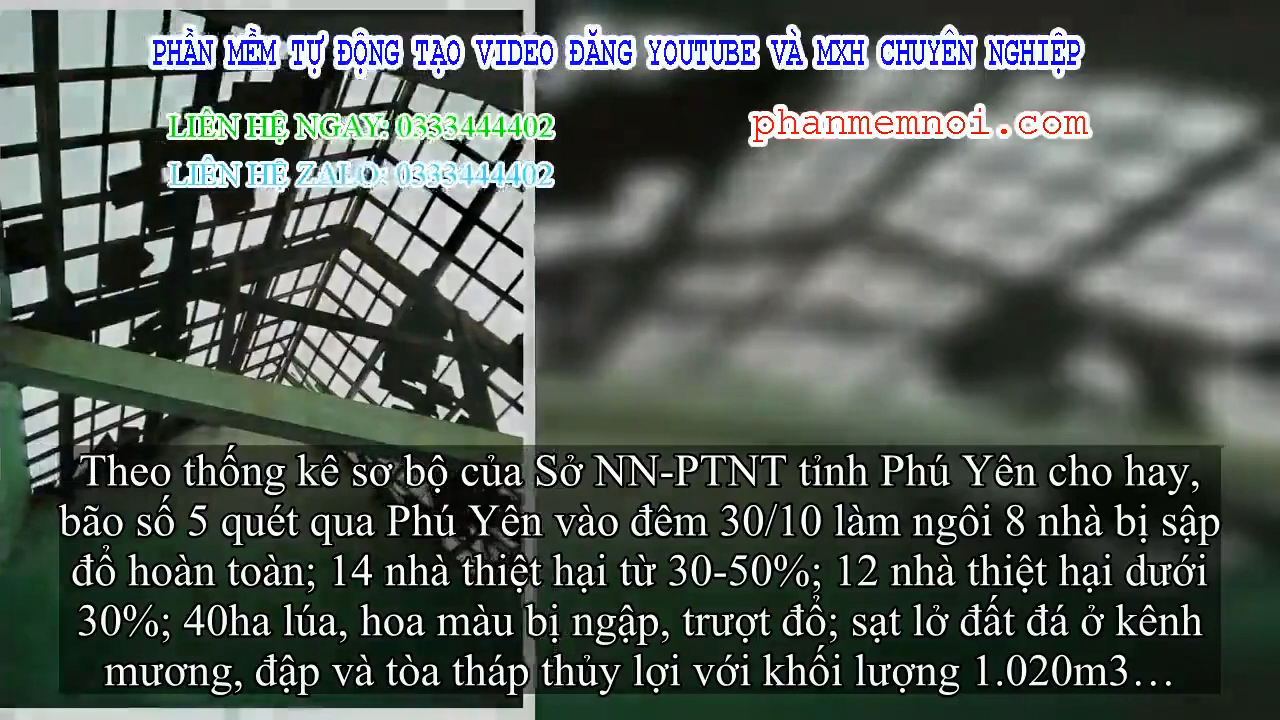 PHẦN MỀM TỰ ĐỘNG TẠO VIDEO ĐĂNG YOUTUBE VÀ MXH CHUYÊN NGHIỆP
LIÊN HỆ NGAY: 0333444402
phanmemnoi.com
LIÊN HỆ ZALO: 0333444402
Theo thống kê sơ bộ của Sở NN-PTNT tỉnh Phú Yên cho hay,
bão số 5 quét qua Phú Yên vào đêm 30/10 làm ngôi 8 nhà bị sập
đổ hoàn toàn; 14 nhà thiệt hại từ 30-50%; 12 nhà thiệt hại dưới
30%; 40ha lúa, hoa màu bị ngập, trượt đổ; sạt lở đất đá ở kênh
mương, đập và tòa tháp thủy lợi với khối lượng 1.020m3…